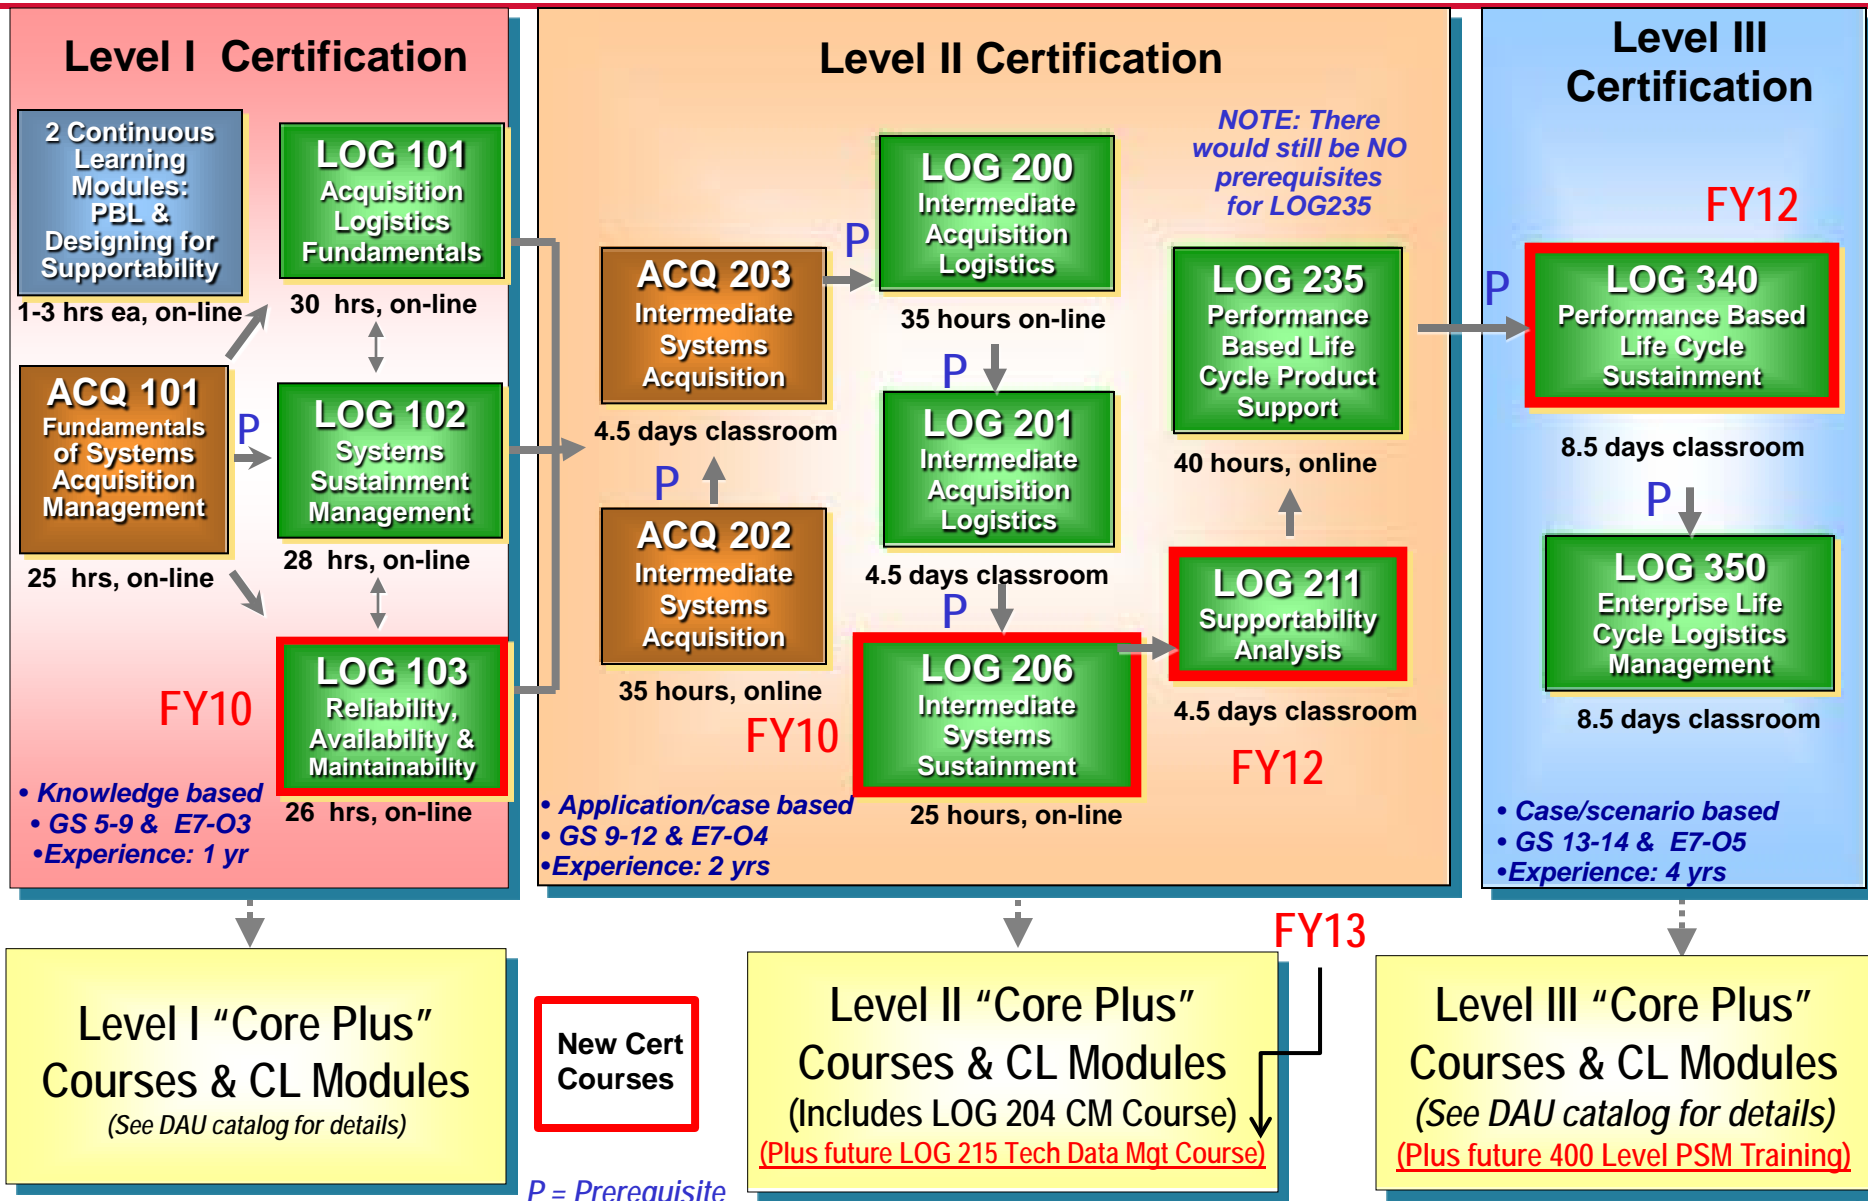 Level I  Certification
2 Continuous
Learning
Modules:
PBL &
Designing for
Supportability
1-3 hrs ea, on-line
LOG 101
Acquisition
Logistics
Fundamentals
30  hrs, on-line
ACQ 101
Fundamentals
of Systems
Acquisition
Management
25  hrs, on-line
P
LOG 102
Systems
Sustainment
Management
28  hrs, on-line
FY10
LOG 103
Reliability,
Availability &
Maintainability
26  hrs, on-line
• Knowledge based
• GS 5-9 &  E7-O3
•Experience: 1 yr
Level II Certification
ACQ 203
Intermediate
Systems
Acquisition
4.5 days classroom
P
ACQ 202
Intermediate
Systems
Acquisition
35 hours, online
P
LOG 200
Intermediate
Acquisition
Logistics
35 hours on-line
P
LOG 201
Intermediate
Acquisition
Logistics
4.5 days classroom
P
FY10
LOG 206
Intermediate
Systems
Sustainment
25 hours, on-line
NOTE: There
would still be NO
prerequisites
for LOG235
LOG 235
Performance
Based Life
Cycle Product
Support
40 hours, online
LOG 211
Supportability
Analysis
4.5 days classroom
FY12
• Application/case based
• GS 9-12 & E7-O4
•Experience: 2 yrs
Level III
Certification
FY12
P
LOG 340
Performance Based
Life Cycle
Sustainment
8.5 days classroom
P
LOG 350
Enterprise Life
Cycle Logistics
Management
8.5 days classroom
• Case/scenario based
• GS 13-14 &  E7-O5
•Experience: 4 yrs
Level I “Core Plus”
Courses & CL Modules
(See DAU catalog for details)
New Cert
Courses
P = Prerequisite
FY13
Level II “Core Plus”
Courses & CL Modules
(Includes LOG 204 CM Course)
(Plus future LOG 215 Tech Data Mgt Course)
Level III “Core Plus”
Courses & CL Modules
(See DAU catalog for details)
(Plus future 400 Level PSM Training)